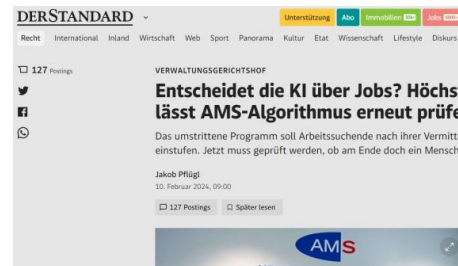 DERSTANDARD
Unterstützung Abo Immobilien Jobs
Recht International Inland Wirtschaft Web Sport Panorama Kultur Etat Wissenschaft Lifestyle Diskurs
127 Postings
VERWALTUNGSGERICHTSHOF
Entscheidet die KI über Jobs? Höchs
lässt AMS-Algorithmus erneut prüfe
Das umstrittene Programm soll Arbeitssuchende nach ihrer Vermitt
einstufen. Jetzt muss geprüft werden, ob am Ende doch ein Mensch
Jakob Pflügl
10. Februar 2024, 09:00
127 Postings Später lesen
AMS